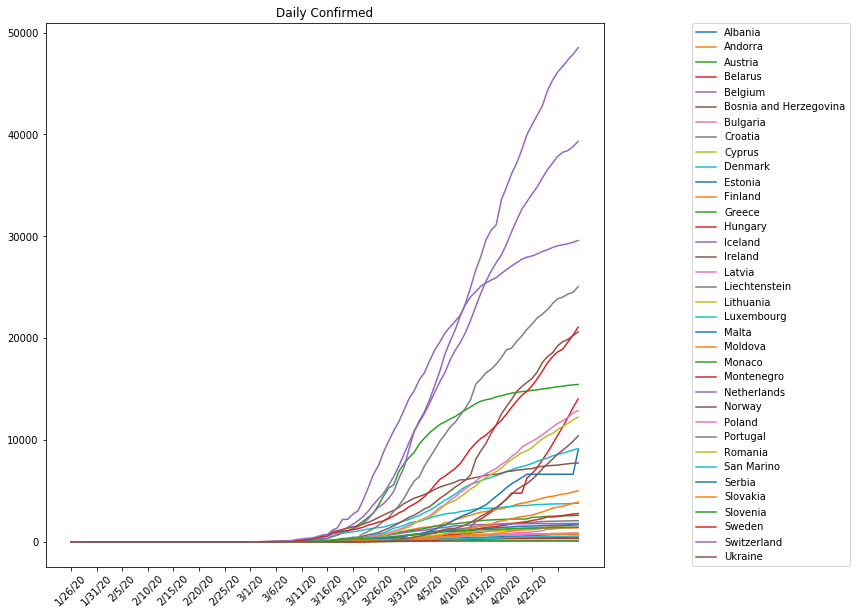 Daily Confirmed
50000
40000
30000
20000
10000
0
1/26/20
1/31/20
2/5/20
2/10/20
2/15/20
2/20/20
2/25/20
3/1/20
3/6/20
3/11/20
3/16/20
3/21/20
3/26/20
3/31/20
4/5/20
4/10/20
4/15/20
4/20/20
4/25/20
Albania
Andorra
Austria
Belarus
Belgium
Bosnia and Herzegovina
Bulgaria
Croatia
Cyprus
Denmark
Estonia
Finland
Greece
Hungary
Iceland
Ireland
Latvia
Liechtenstein
Lithuania
Luxembourg
Malta
Moldova
Monaco
Montenegro
Netherlands
Norway
Poland
Portugal
Romania
San Marino
Serbia
Slovakia
Slovenia
Sweden
Switzerland
Ukraine